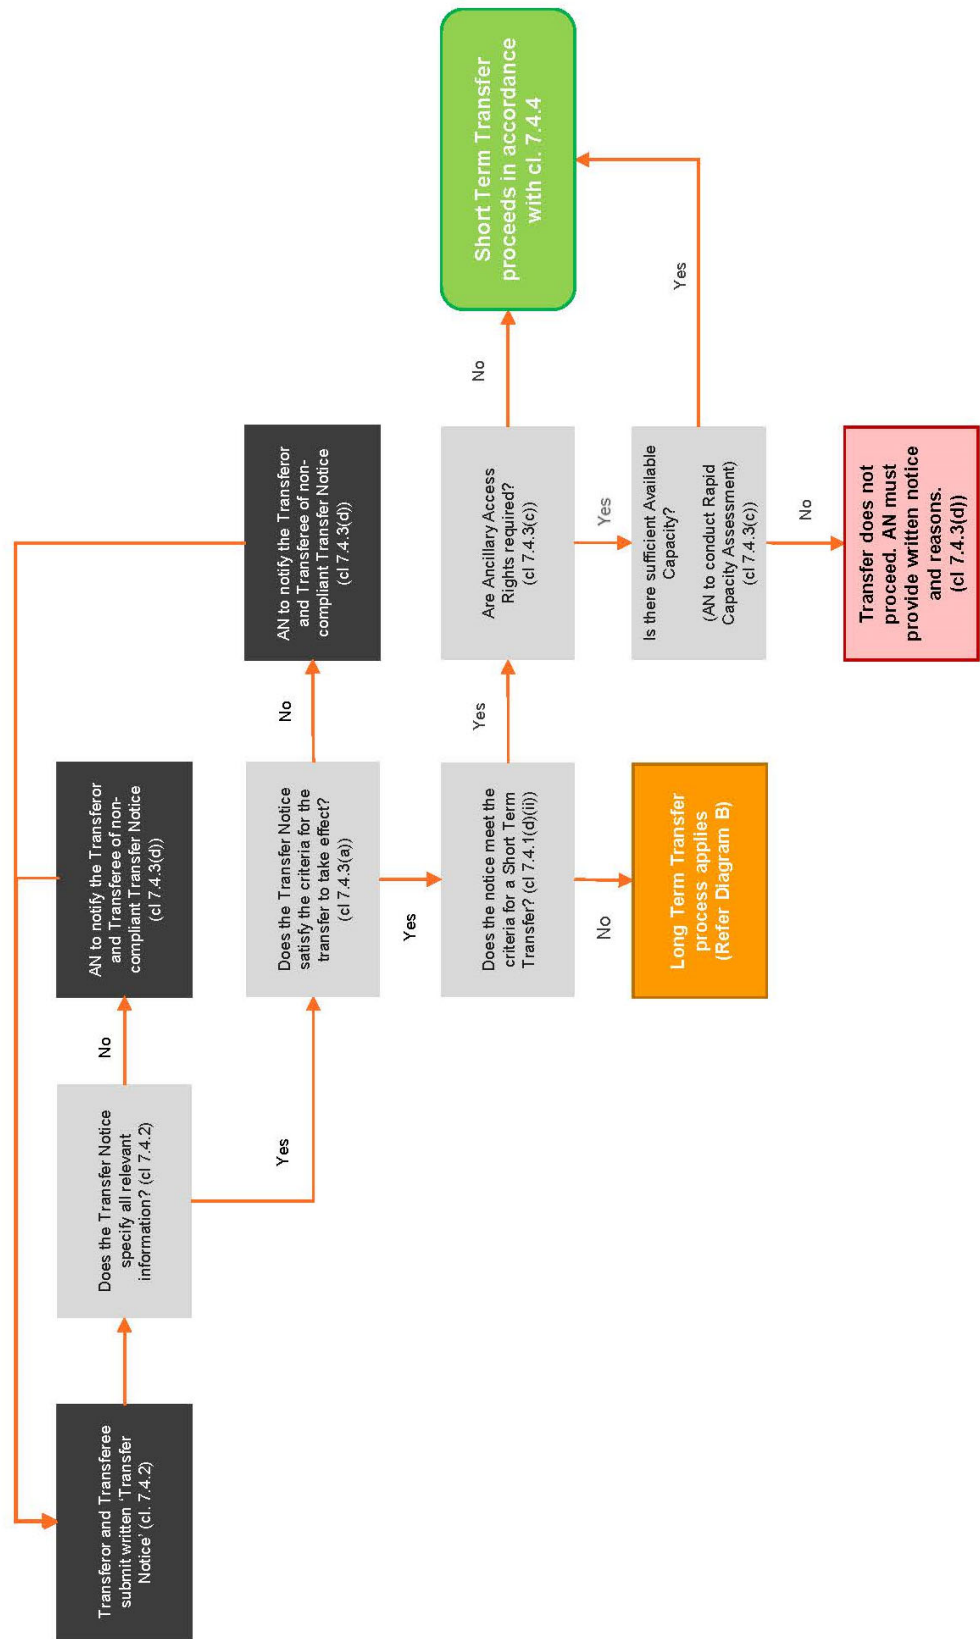 Transferor and Transferee
submit written ‘Transfer
Notice’ (cl. 7.4.2)
Does the Transfer Notice
specify all relevant
information? (cl 7.4.2)
No
AN to notify the Transferor
and Transferee of non-
compliant Transfer Notice
(cl 7.4.3(d))
Yes
Does the Transfer Notice
satisfy the criteria for the
transfer to take effect?
(cl 7.4.3(a))
No
AN to notify the Transferor
and Transferee of non-
compliant Transfer Notice
(cl 7.4.3(d))
Yes
Does the notice meet the
criteria for a Short Term
Transfer? (cl 7.4.1(d)(ii))
Yes
Are Ancillary Access
Rights required?
(cl 7.4.3(c))
No
Short Term Transfer
proceeds in accordance
with cl. 7.4.4
No
Long Term Transfer
process applies
(Refer Diagram B)
Yes
Is there sufficient Available
Capacity?
(AN to conduct Rapid
Capacity Assessment)
(cl 7.4.3(c))
Yes
No
Transfer does not
proceed. AN must
provide written notice
and reasons.
(cl 7.4.3(d))